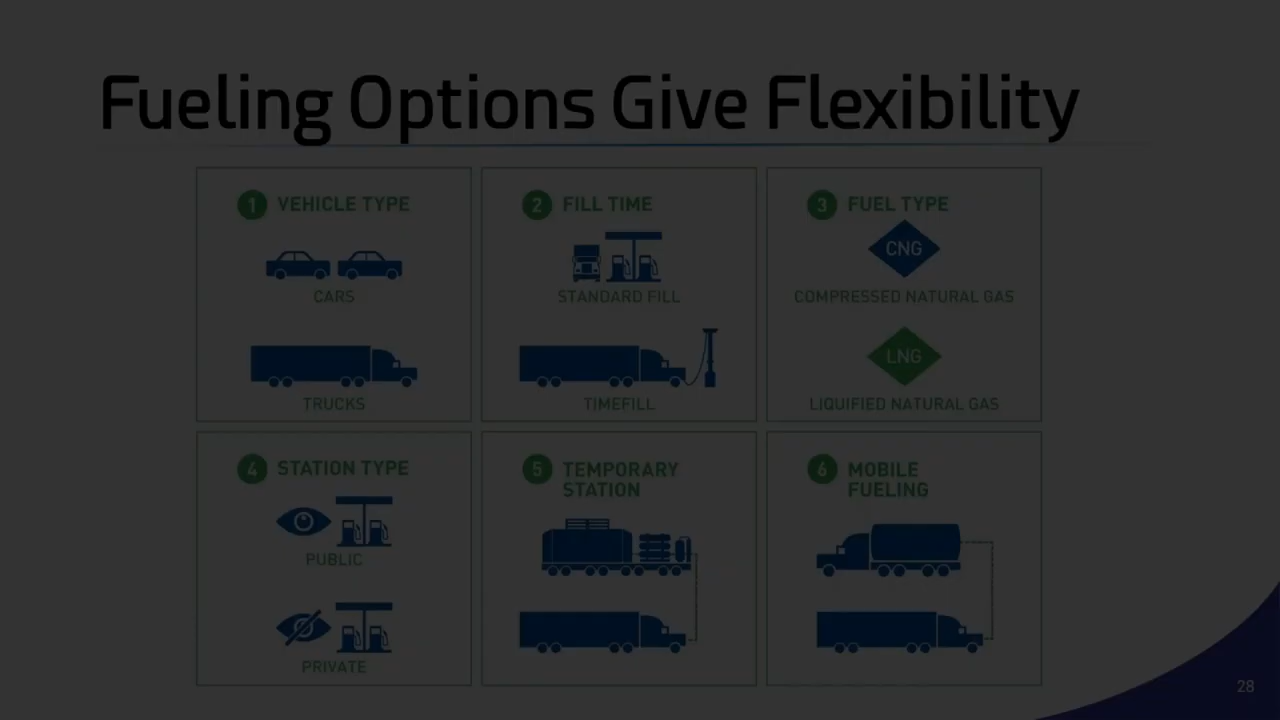 Fueling Options Give Flexibility
1 VEHICLE TYPE
CARS
TRUCKS
2 FILL TIME
STANDARD FILL
TIMEFILL
3 FUEL TYPE
CNG
COMPRESSED NATURAL GAS
LNG
LIQUIFIED NATURAL GAS
4 STATION TYPE
PUBLIC
PRIVATE
5 TEMPORARY
STATION
6 MOBILE
FUELING
28